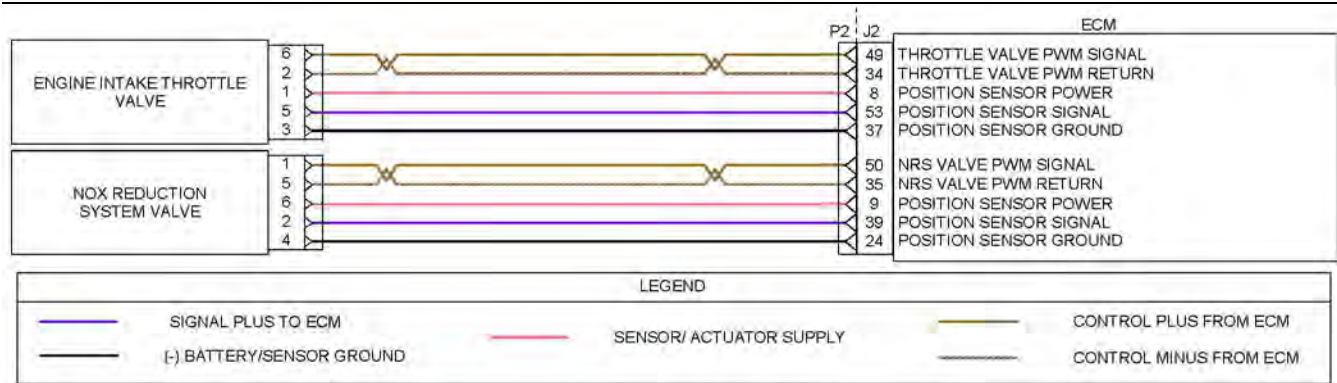 P2 J2 ECM
ENGINE INTAKE THROTTLE
VALVE
6
2
1
5
3
49 THROTTLE VALVE PWM SIGNAL
34 THROTTLE VALVE PWM RETURN
8 POSITION SENSOR POWER
53 POSITION SENSOR SIGNAL
37 POSITION SENSOR GROUND
NOX REDUCTION
SYSTEM VALVE
1
5
6
2
4
50 NRS VALVE PWM SIGNAL
35 NRS VALVE PWM RETURN
9 POSITION SENSOR POWER
39 POSITION SENSOR SIGNAL
24 POSITION SENSOR GROUND
LEGEND
SIGNAL PLUS TO ECM
(-) BATTERY/SENSOR GROUND
SENSOR/ ACTUATOR SUPPLY
CONTROL PLUS FROM ECM
CONTROL MINUS FROM ECM